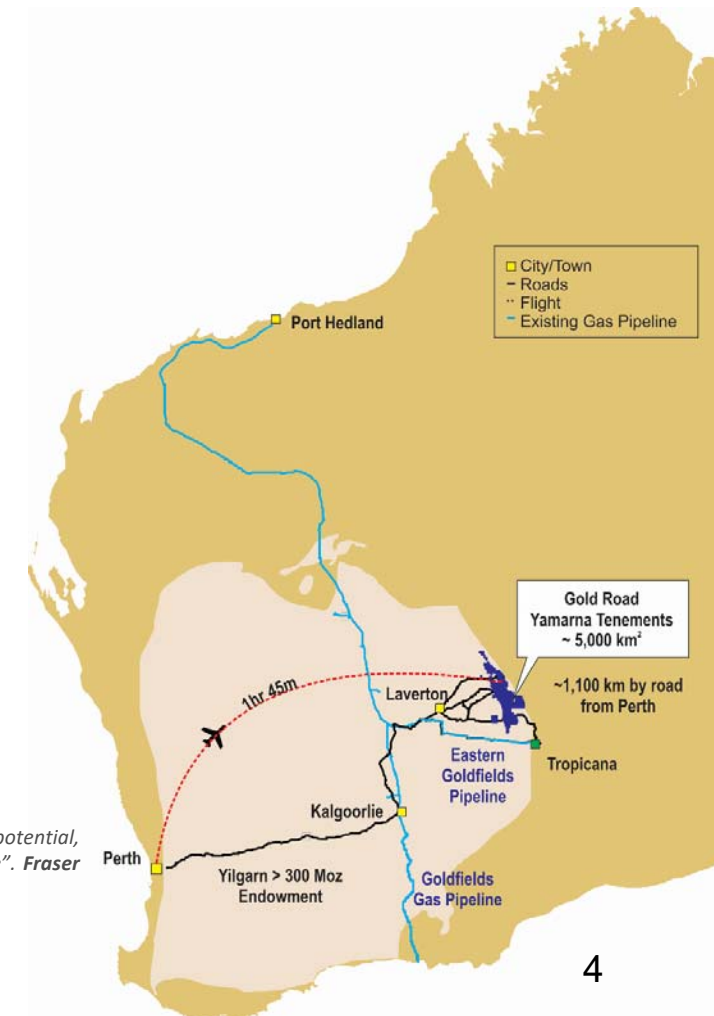 City/Town
Roads
Flight
Existing Gas Pipeline
Port Hedland
Gold Road
Yamarna Tenements
~ 5,000 km²
1hr 45m
Laverton
~1,100 km by road
from Perth
Eastern
Goldfields
Pipeline
Tropicana
Kalgoorlie
potential,
”. Fraser
Perth
Yilgarn > 300 Moz
Endowment
Goldfields
Gas Pipeline
4